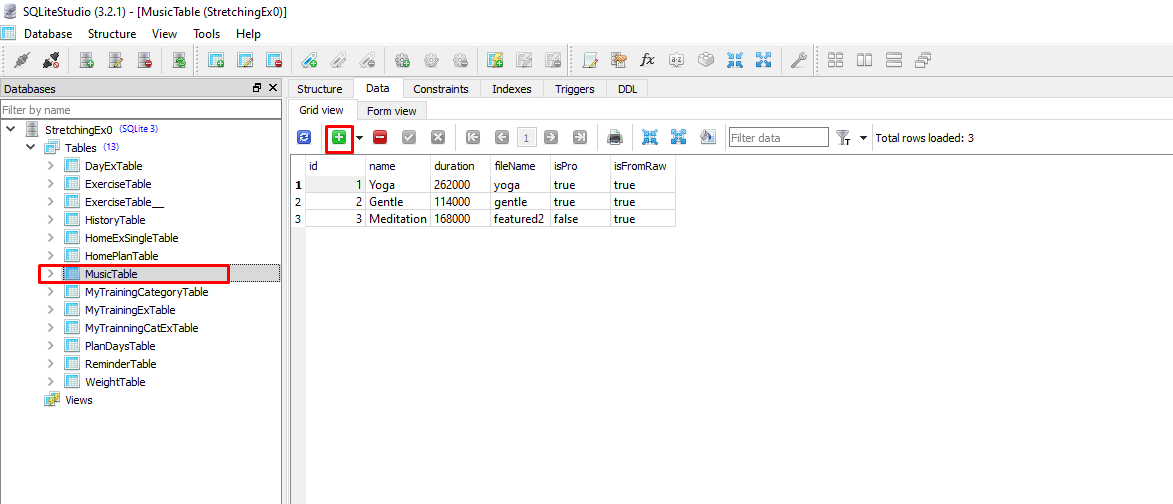 SQLiteStudio (3.2.1) - [MusicTable (StretchingEx0)]
Database Structure View Tools Help
Databases
Filter by name
StretchingEx0 (SQLite 3)
Tables (13)
DayExTable
ExerciseTable
ExerciseTable__
HistoryTable
HomeExSingleTable
HomePlanTable
MusicTable
MyTrainingCategoryTable
MyTrainingExTable
MyTrainningCatExTable
PlanDaysTable
ReminderTable
WeightTable
Views
Structure Data Constraints Indexes Triggers DDL
Grid view Form view
1 Filter data Total rows loaded: 3
id name duration fileName isPro isFromRaw
1 1 Yoga 262000 yoga true true
2 2 Gentle 114000 gentle true true
3 3 Meditation 168000 featured2 false true